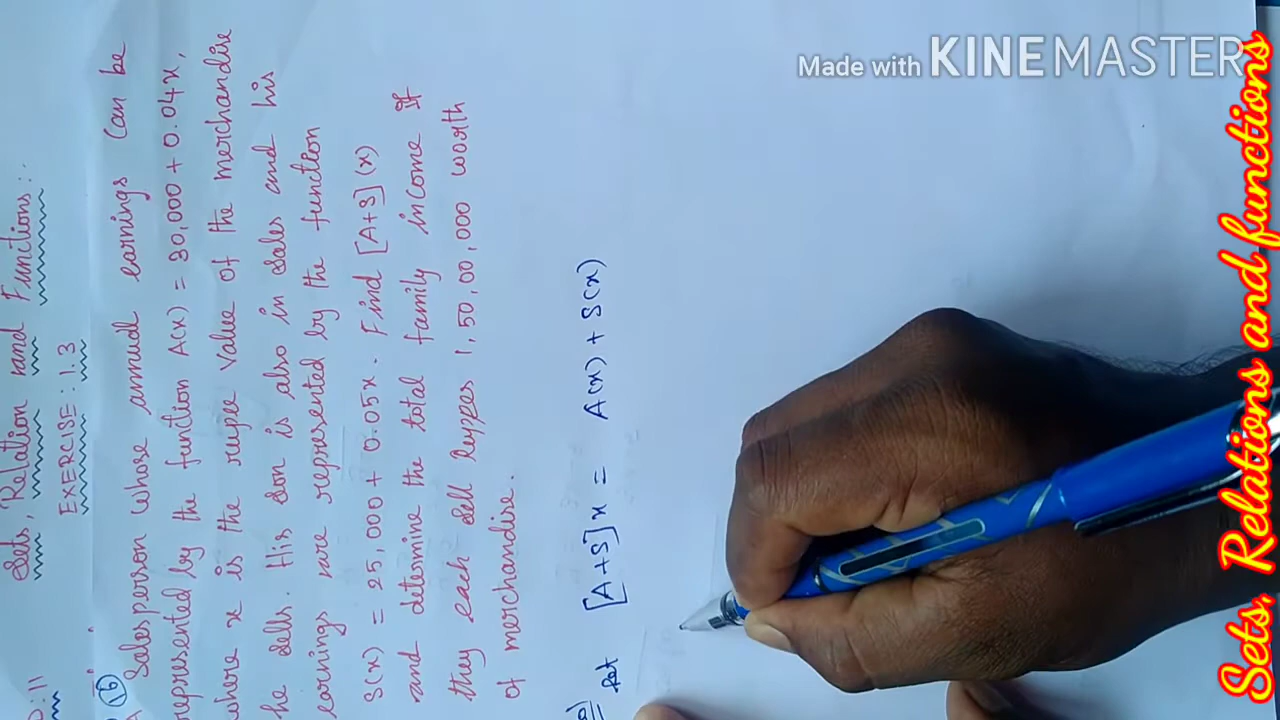 Sets, Relation and Functions:
EXERCISE: 1.3
Salesperson whose annual earnings can be
represented by the function A(x) = 30,000 + 0.04x,
where x is the rupee value of the merchandise
he sells. His son is also in sales and his
earnings are represented by the function
S(x) = 25,000 + 0.05x. Find [A+S](x)
and determine the total family income if
they each sell
1,50,00,000 worth
of merchandise.
[A+S]x = A(x) + S(x)
Made with KINEMASTER
Sets, Relations and functions